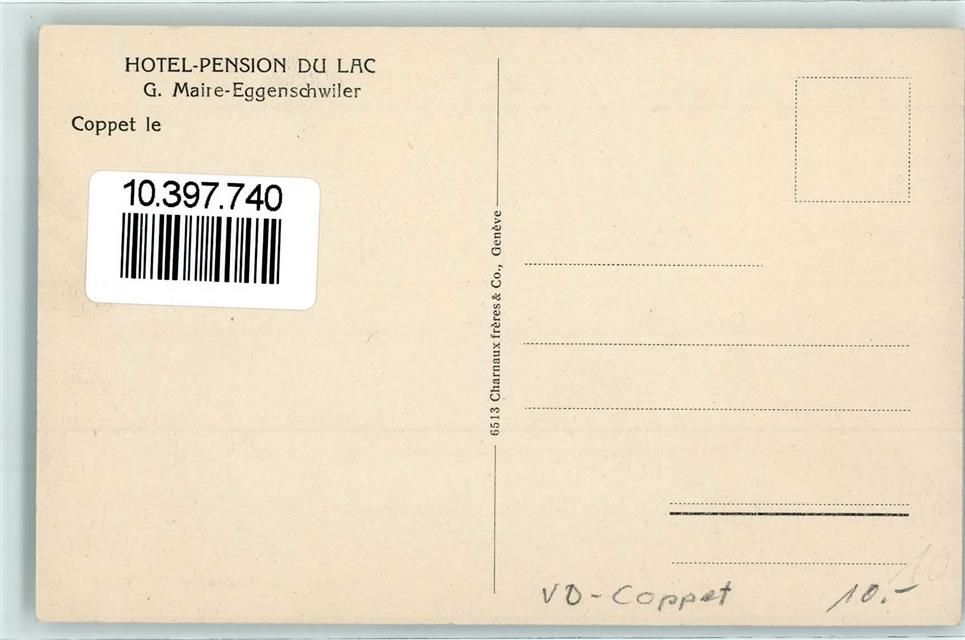 HOTEL-PENSION DU LAC
G. Maire-Eggenschwiler
Coppet le
10.397.740
6513 Charnaux frères & Co., Genève
VD-Coppet
10.-